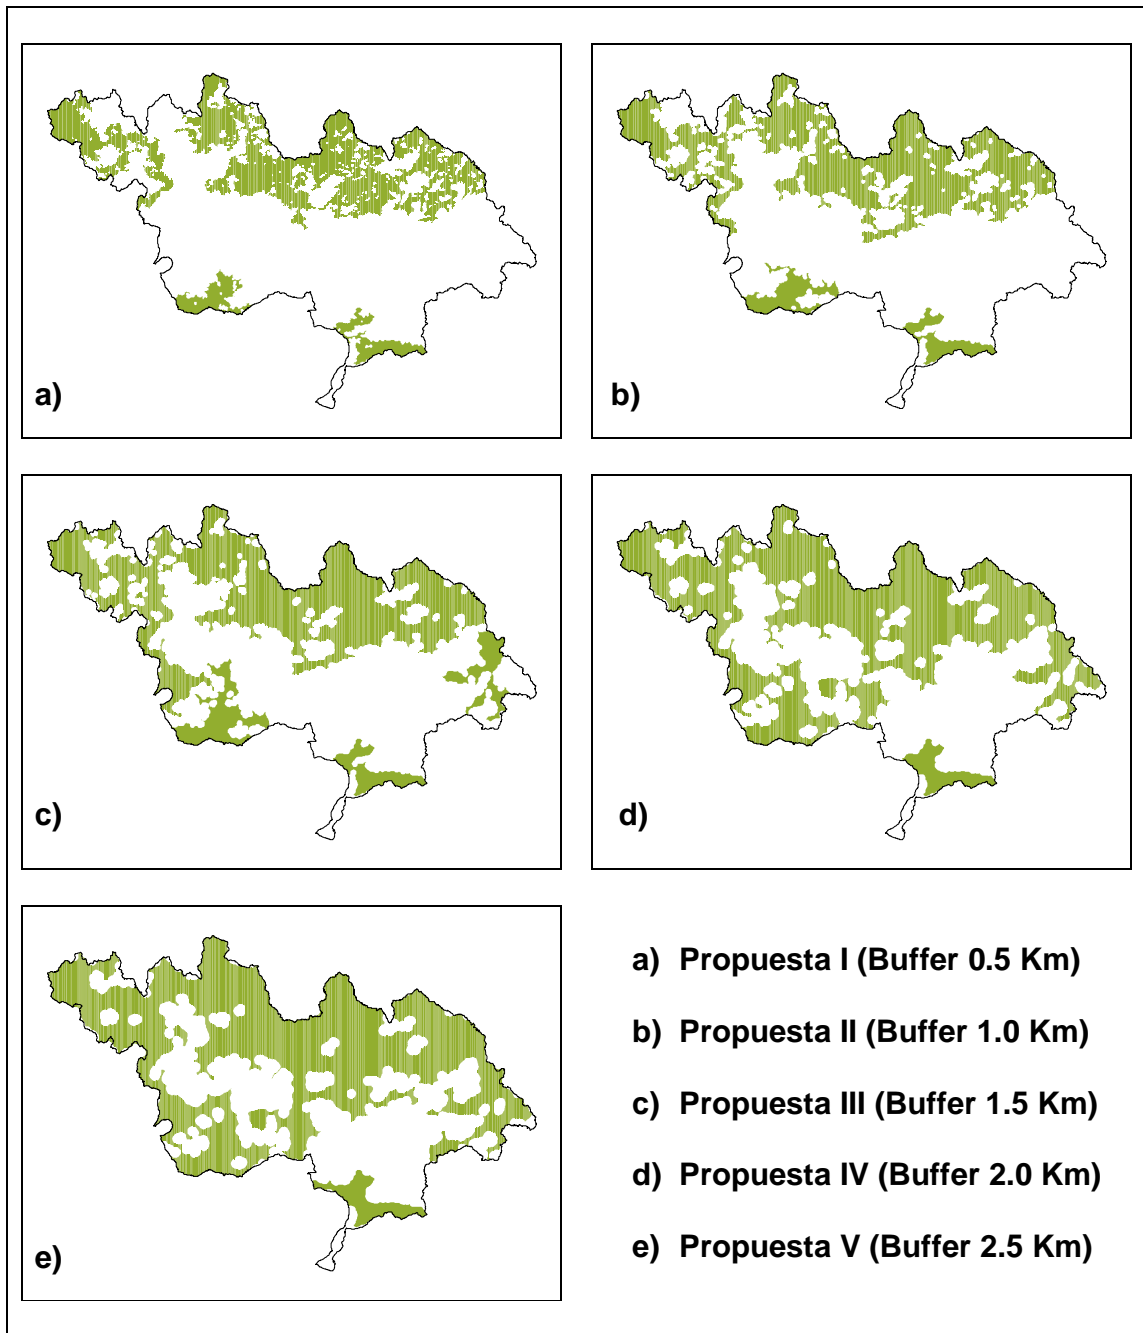 a)
b)
c)
d)
e)
a) Propuesta I (Buffer 0.5 Km)
b) Propuesta II (Buffer 1.0 Km)
c) Propuesta III (Buffer 1.5 Km)
d) Propuesta IV (Buffer 2.0 Km)
e) Propuesta V (Buffer 2.5 Km)